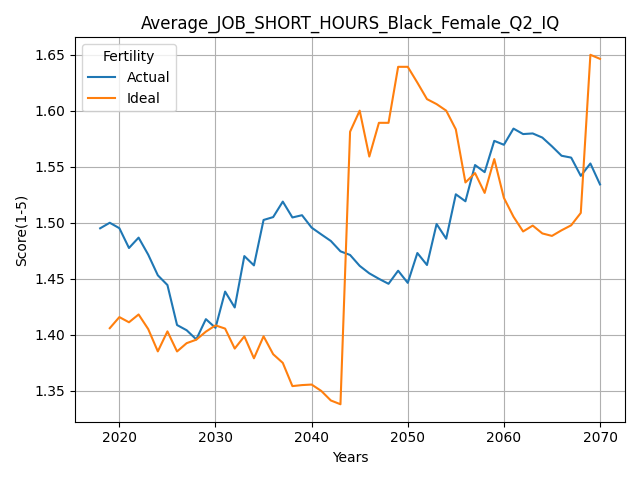 Average_JOB_SHORT_HOURS_Black_Female_Q2_IQ
Fertility
Actual
Ideal
Score(1-5)
1.65
1.60
1.55
1.50
1.45
1.40
1.35
2020 2030 2040 2050 2060 2070
Years